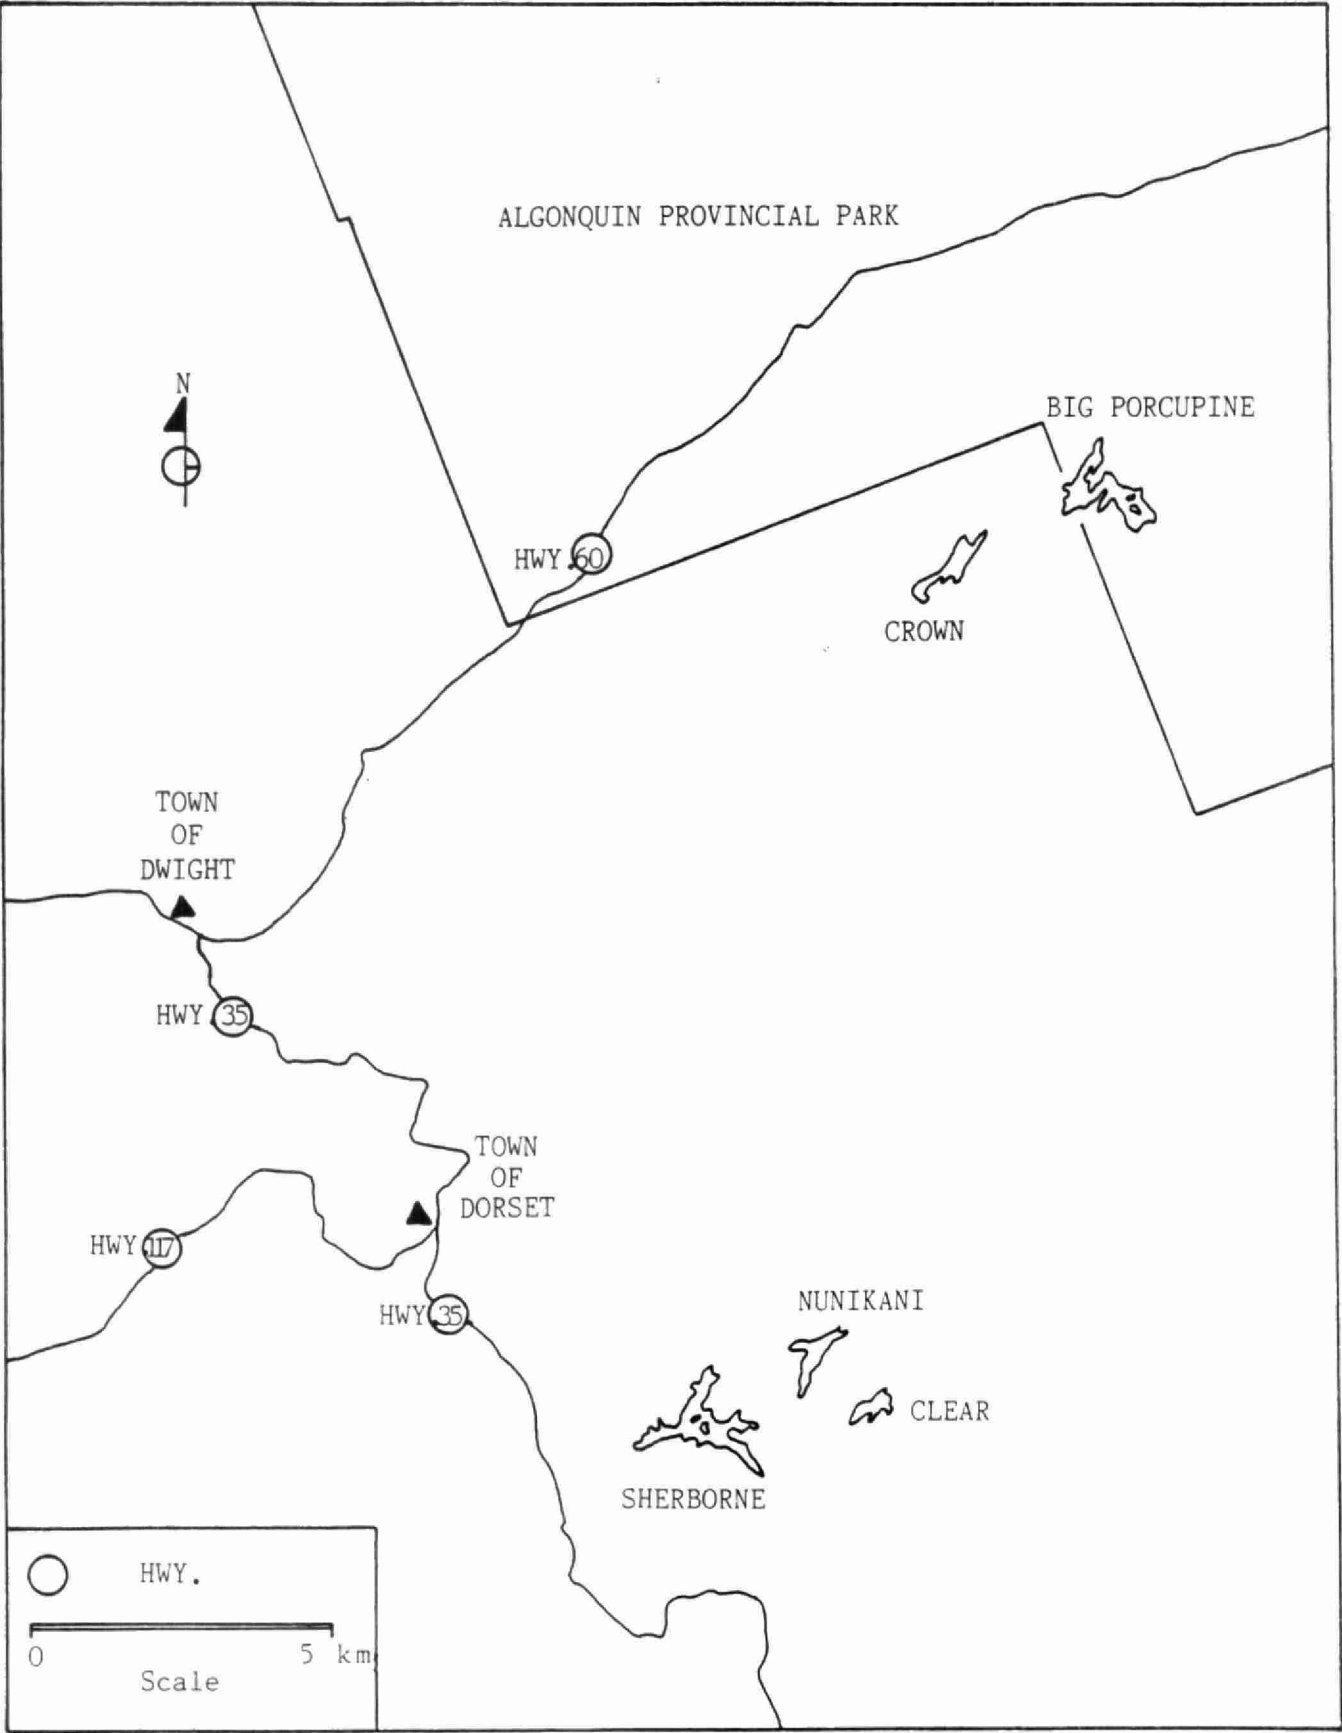 ALGONQUIN PROVINCIAL PARK
N
BIG PORCUPINE
HWY.60
CROWN
TOWN
OF
DWIGHT
HWY.35
TOWN
OF
DORSET
HWY.117
HWY.35
NUNIKANI
CLEAR
SHERBORNE
HWY.
0 5 km
Scale